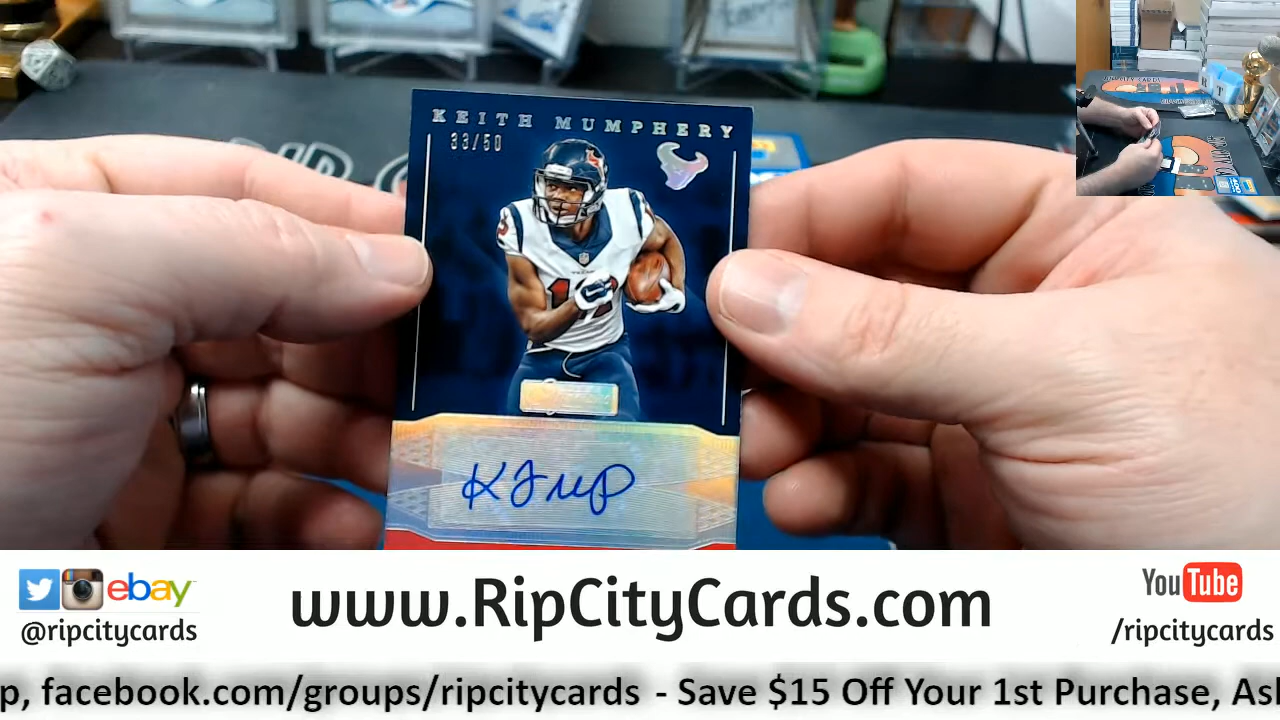 KEITH MUMPHERY
33/50
ebay
@ripcitycards
www.RipCityCards.com
YouTube
/ripcitycards
p, facebook.com/groups/ripcitycards - Save $15 Off Your 1st Purchase, Asl